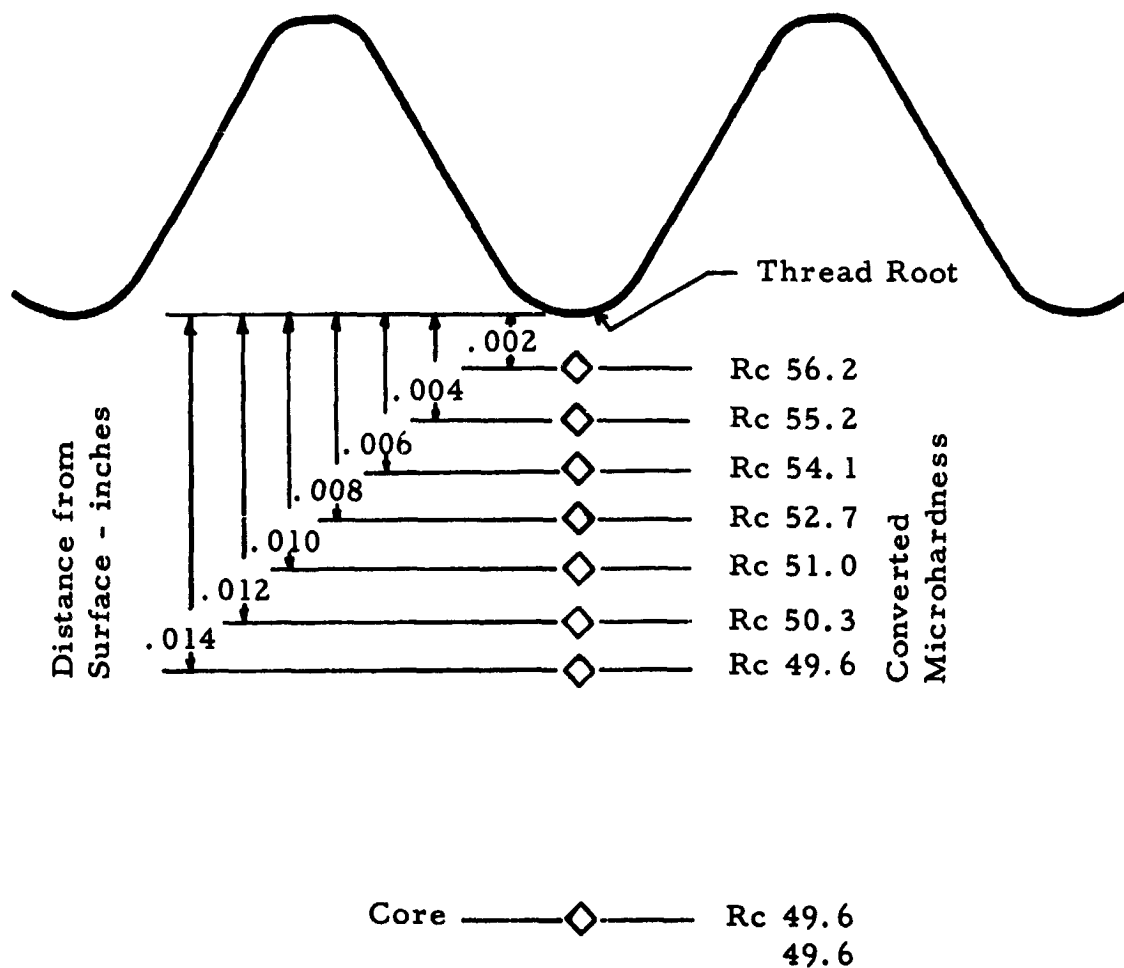 Thread Root
.002
Rc 56.2
.004
Rc 55.2
.006
Rc 54.1
.008
Rc 52.7
.010
Rc 51.0
.012
Rc 50.3
.014
Rc 49.6
Distance from
Surface - inches
Converted
Microhardness
Core
Rc 49.6
49.6